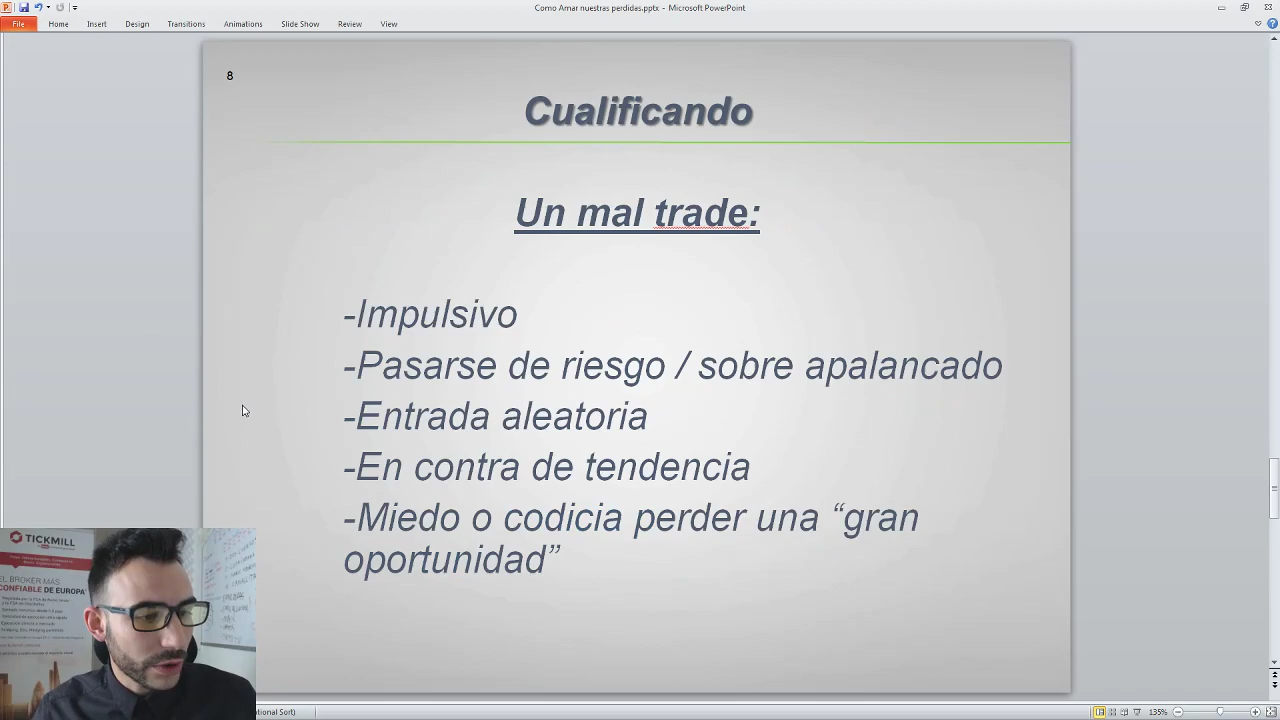 Como Amar nuestras perdidas.pptx - Microsoft PowerPoint
File Home Insert Design Transitions Animations Slide Show Review View
8
Cualificando
Un mal trade:
-Impulsivo
-Pasarse de riesgo / sobre apalancado
-Entrada aleatoria
-En contra de tendencia
-Miedo o codicia perder una “gran
oportunidad”
TICKMILL
EL BROKER MAS
CONFIABLE DE EUROPA
ational Sort)
135%